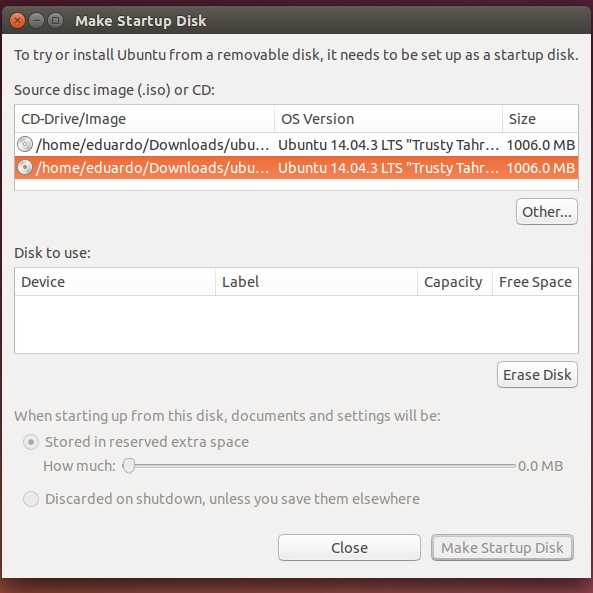 Make Startup Disk
To try or install Ubuntu from a removable disk, it needs to be set up as a startup disk.
Source disc image (.iso) or CD:
CD-Drive/Image OS Version Size
/home/eduardo/Downloads/ubu... Ubuntu 14.04.3 LTS "Trusty Tahr... 1006.0 MB
/home/eduardo/Downloads/ubu... Ubuntu 14.04.3 LTS "Trusty Tahr... 1006.0 MB
Other...
Disk to use:
Device Label Capacity Free Space
Erase Disk
When starting up from this disk, documents and settings will be:
Stored in reserved extra space
How much: 0.0 MB
Discarded on shutdown, unless you save them elsewhere
Close Make Startup Disk